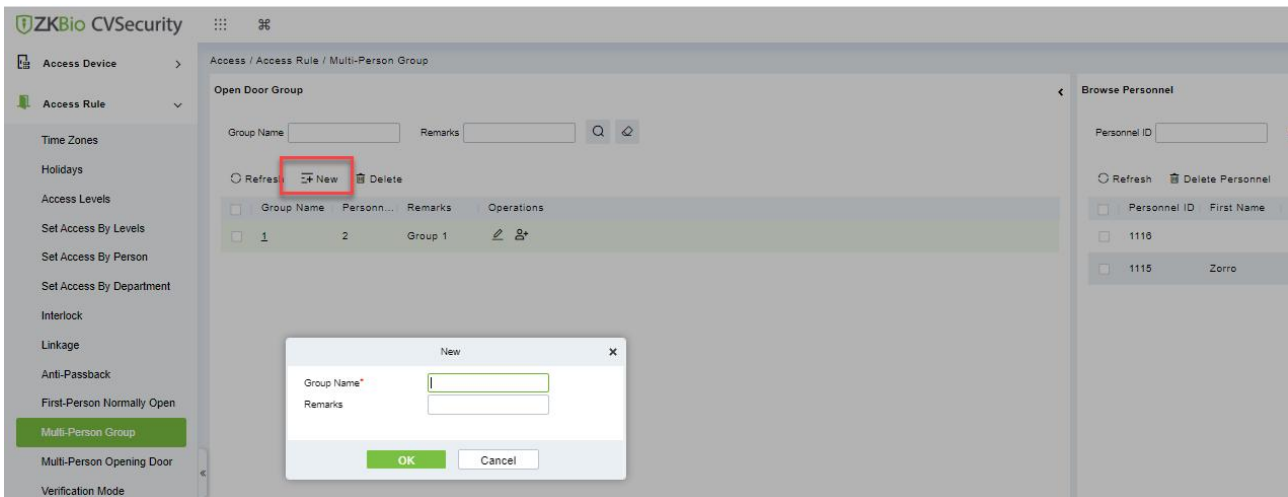 ZKBio CVSecurity
Access Device
Access Rule
Time Zones
Holidays
Access Levels
Set Access By Levels
Set Access By Person
Set Access By Department
Interlock
Linkage
Anti-Passback
First-Person Normally Open
Multi-Person Group
Multi-Person Opening Door
Verification Mode
Access / Access Rule / Multi-Person Group
Open Door Group
Group Name Remarks
Refresh New Delete
Group Name Personn... Remarks Operations
1 2 Group 1
New
Group Name*
Remarks
OK Cancel
Browse Personnel
Personnel ID
Refresh Delete Personnel
Personnel ID First Name
1116
1115 Zorro